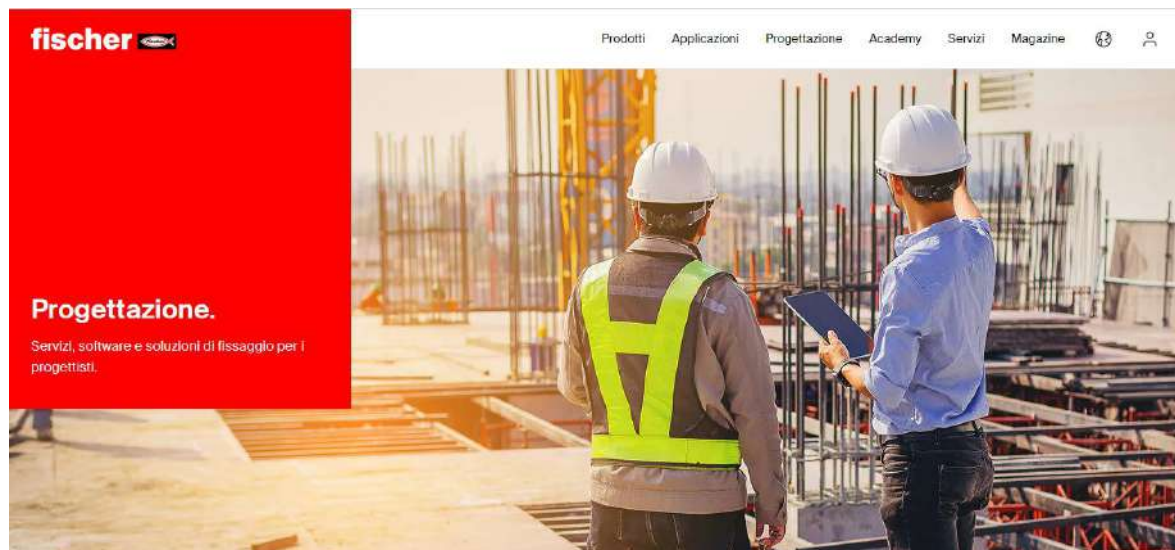 fischer
Prodotti Applicazioni Progettazione Academy Servizi Magazine
Progettazione.
Servizi, software e soluzioni di fissaggio per i
progettisti.